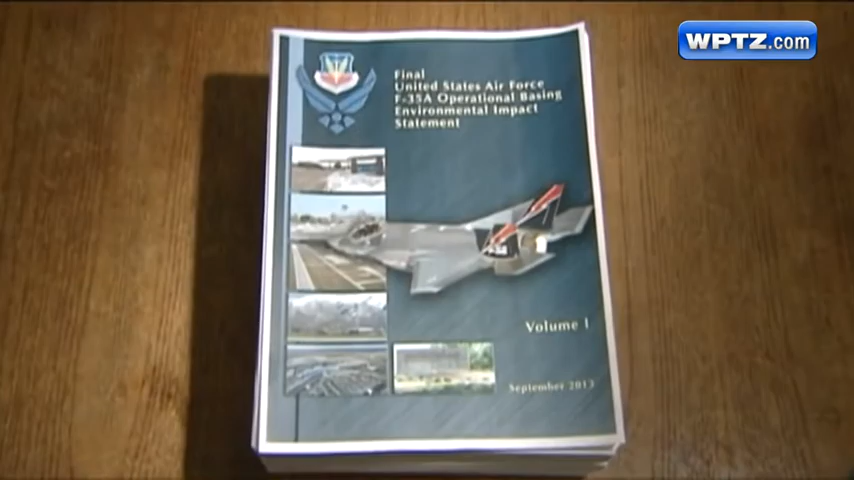 WPTZ.com
Final
United States Air Force
F-35A Operational Basing
Environmental Impact
Statement
Volume I
September 2013